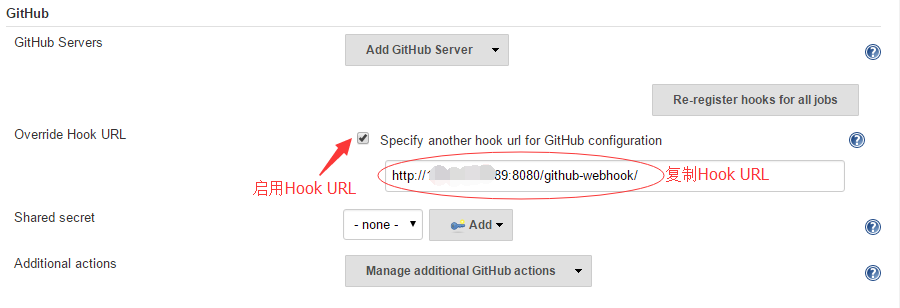 GitHub
GitHub Servers
Add GitHub Server
Re-register hooks for all jobs
Override Hook URL
Specify another hook url for GitHub configuration
启用Hook URL
http://1 89:8080/github-webhook/
复制Hook URL
Shared secret
- none -
Add
Additional actions
Manage additional GitHub actions